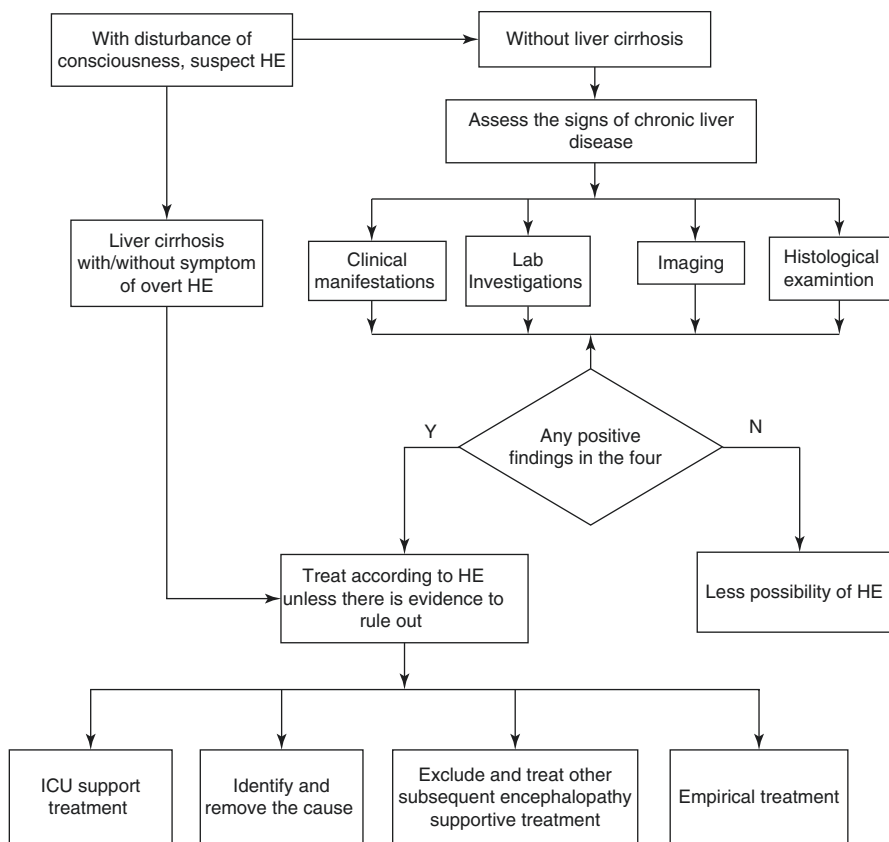 With disturbance of
consciousness, suspect HE
Without liver cirrhosis
Assess the signs of chronic liver
disease
Liver cirrhosis
with/without symptom
of overt HE
Clinical
manifestations
Lab
Investigations
Imaging
Histological
examintion
Any positive
findings in the four
Y
N
Treat according to HE
unless there is evidence to
rule out
Less possibility of HE
ICU support
treatment
Identify and
remove the cause
Exclude and treat other
subsequent encephalopathy
supportive treatment
Empirical treatment